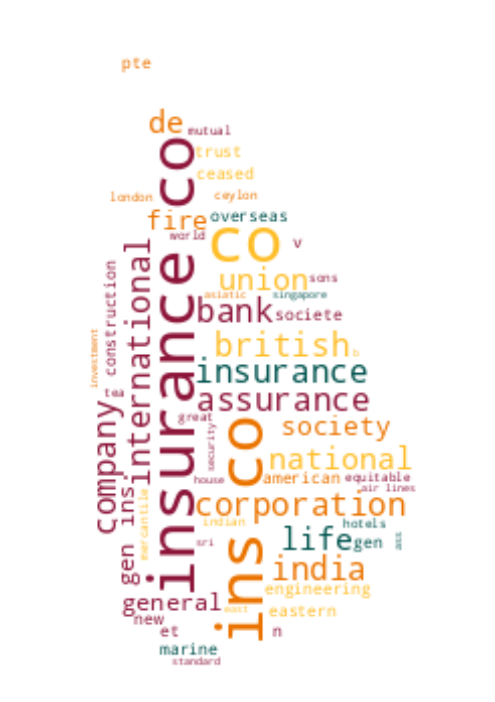 pte
de
mutual
insurance co
trust
ceased
london
ceylon
fire
overseas
world
co
v
international
union
sons
construction
asiatic
singapore
bank
societe
investment
british
b
insurance
tea
assurance
company
great
ins co
society
security
national
house
american
equitable
air lines
gen ins
mercantile
corporation
indian
hotels
sri
life
gen
ass
india
engineering
general
east
eastern
new
et
n
marine
standard